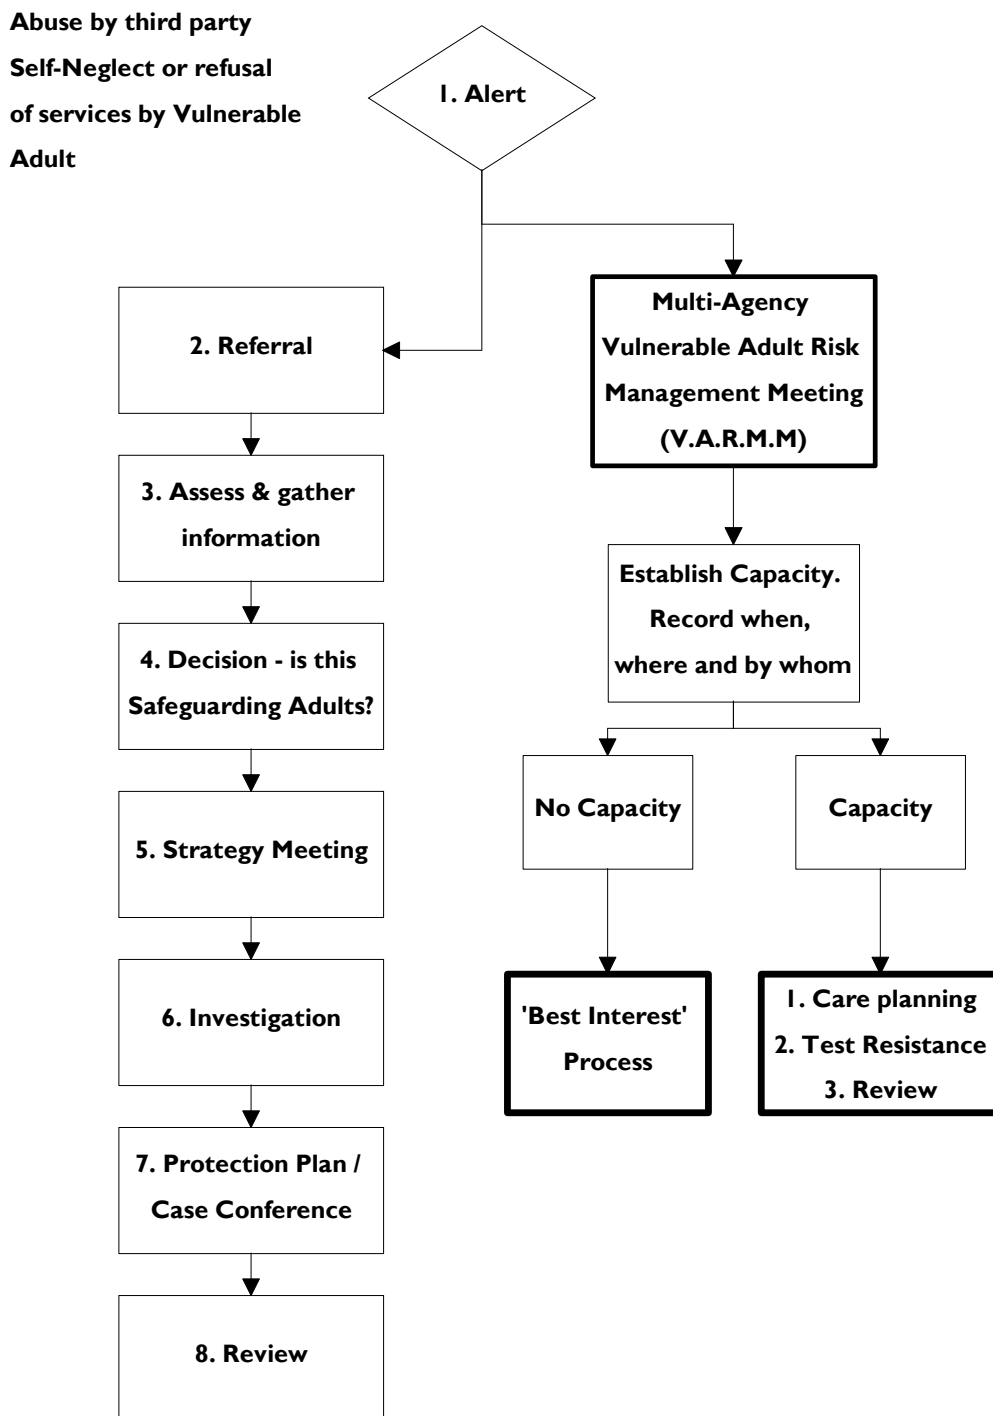 Abuse by third party
Self-Neglect or refusal
of services by Vulnerable
Adult
1. Alert
2. Referral
3. Assess & gather
information
4. Decision - is this
Safeguarding Adults?
5. Strategy Meeting
6. Investigation
7. Protection Plan /
Case Conference
8. Review
Multi-Agency
Vulnerable Adult Risk
Management Meeting
(V.A.R.M.M)
Establish Capacity.
Record when,
where and by whom
No Capacity
Capacity
'Best Interest'
Process
1. Care planning
2. Test Resistance
3. Review